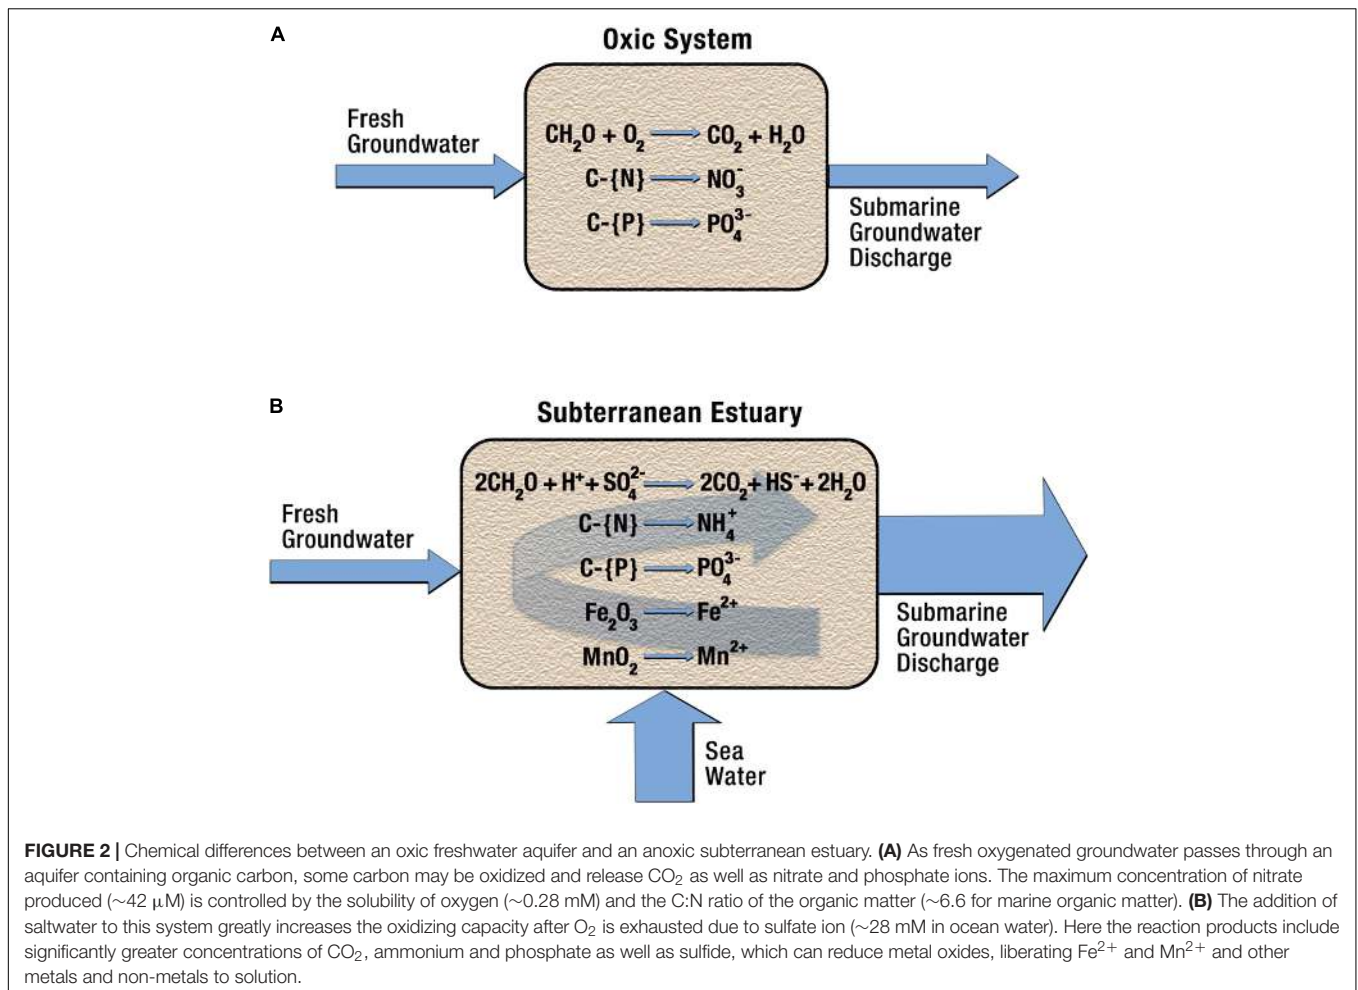 A
Oxic System
Fresh
Groundwater
CH₂O + O₂ → CO₂ + H₂O
C-{N} → NO₃⁻
C-{P} → PO₄³⁻
Submarine
Groundwater
Discharge
B
Subterranean Estuary
Fresh
Groundwater
2CH₂O + H⁺ + SO₄²⁻ → 2CO₂ + HS⁻ + 2H₂O
C-{N} → NH₄⁺
C-{P} → PO₄³⁻
Fe₂O₃ → Fe²⁺
MnO₂ → Mn²⁺
Submarine
Groundwater
Discharge
Sea
Water
FIGURE 2 | Chemical differences between an oxic freshwater aquifer and an anoxic subterranean estuary. (A) As fresh oxygenated groundwater passes through an
aquifer containing organic carbon, some carbon may be oxidized and release CO₂ as well as nitrate and phosphate ions. The maximum concentration of nitrate
produced (∼42 μM) is controlled by the solubility of oxygen (∼0.28 mM) and the C:N ratio of the organic matter (∼6.6 for marine organic matter). (B) The addition of
saltwater to this system greatly increases the oxidizing capacity after O₂ is exhausted due to sulfate ion (∼28 mM in ocean water). Here the reaction products include
significantly greater concentrations of CO₂, ammonium and phosphate as well as sulfide, which can reduce metal oxides, liberating Fe²⁺ and Mn²⁺ and other
metals and non-metals to solution.